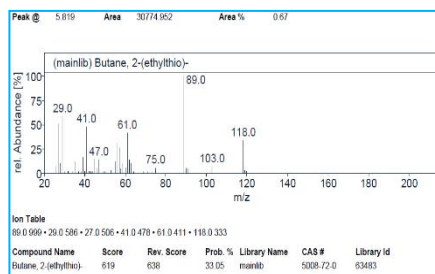 Peak @ 5.819 Area 30774.952 Area % 0.67
(mainlib) Butane, 2-(ethylthio)-
rel. Abundance [%]
100
75
50
25
0
89.0
29.0
41.0
61.0
47.0
75.0
103.0
118.0
20 40 60 80 100 120 140 160 180 200
m/z
Ion Table
89.0 999 • 29.0 586 • 27.0 506 • 41.0 478 • 61.0 411 • 118.0 333
Compound Name Score Rev. Score Prob. % Library Name CAS # Library Id
Butane, 2-(ethylthio)- 619 638 33.05 mainlib 5008-72-0 63483